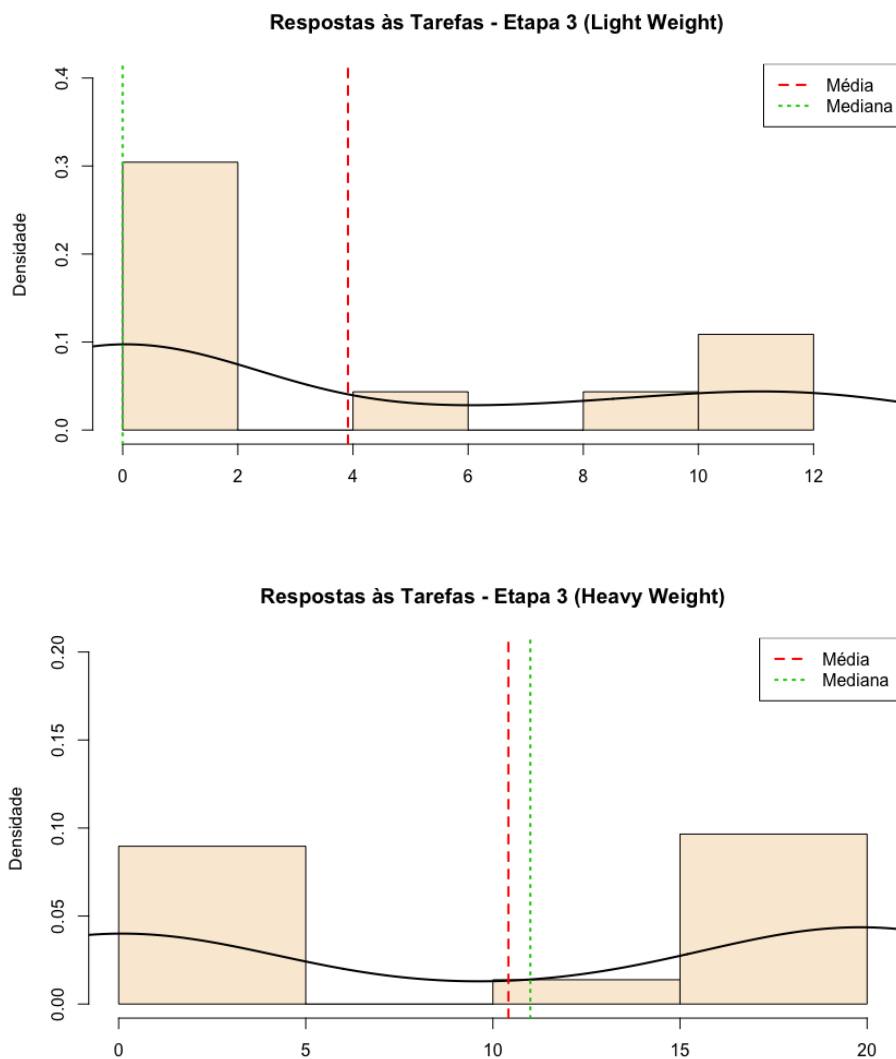 Respostas às Tarefas - Etapa 3 (Light Weight)
Média
Mediana
Densidade
0.4
0.3
0.2
0.1
0.0
0 2 4 6 8 10 12
Respostas às Tarefas - Etapa 3 (Heavy Weight)
Média
Mediana
Densidade
0.20
0.15
0.10
0.05
0.00
0 5 10 15 20